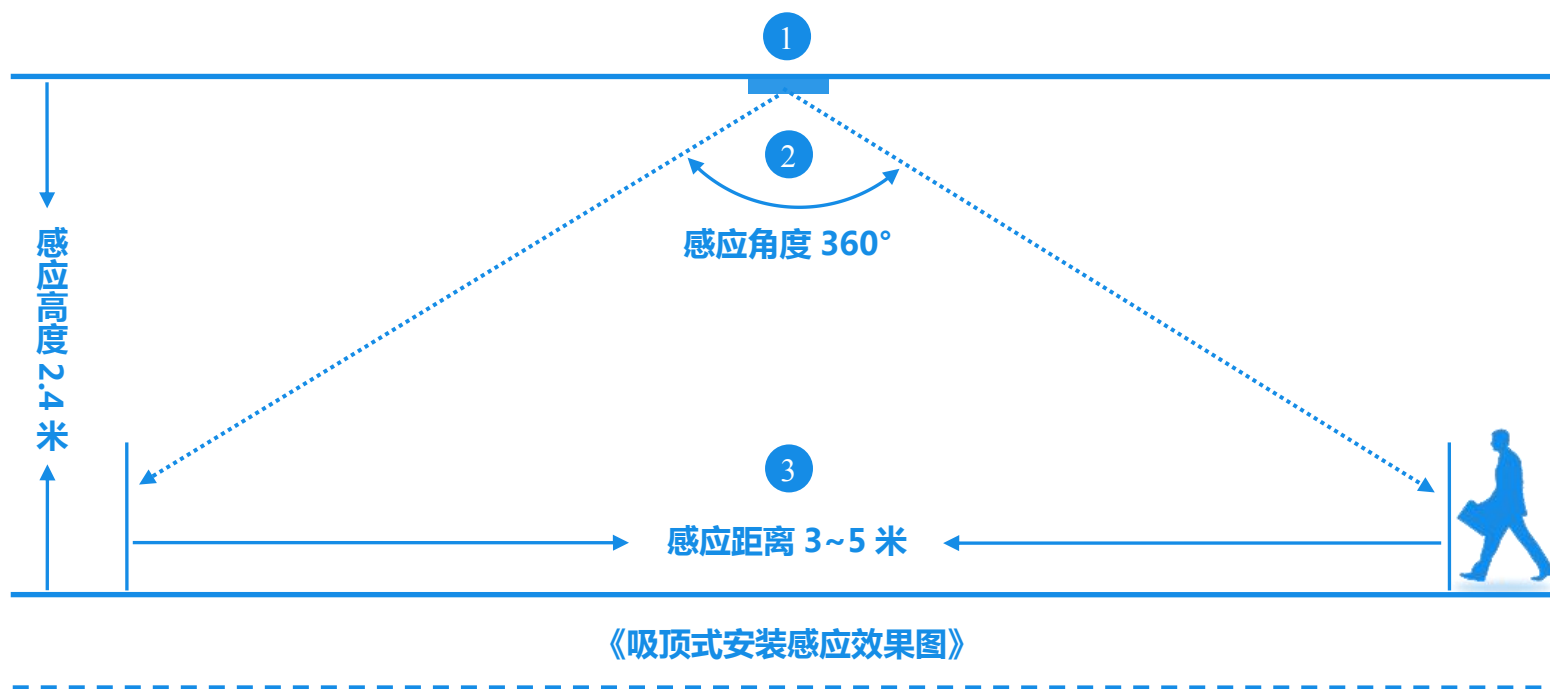 1
2
感应角度 360°
感应高度 2.4 米
3
感应距离 3~5 米
《吸顶式安装感应效果图》